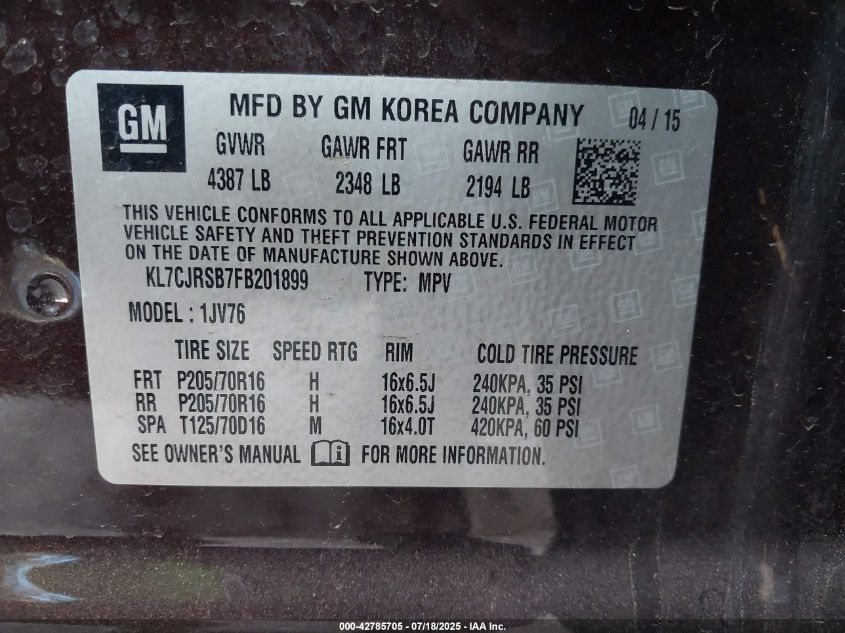 GM
MFD BY GM KOREA COMPANY 04 / 15
GVWR GAWR FRT GAWR RR
4387 LB 2348 LB 2194 LB
THIS VEHICLE CONFORMS TO ALL APPLICABLE U.S. FEDERAL MOTOR
VEHICLE SAFETY AND THEFT PREVENTION STANDARDS IN EFFECT
ON THE DATE OF MANUFACTURE SHOWN ABOVE.
KL7CJRSB7FB201899 TYPE: MPV
MODEL : 1JV76
TIRE SIZE SPEED RTG RIM COLD TIRE PRESSURE
FRT P205/70R16 H 16x6.5J 240KPA, 35 PSI
RR P205/70R16 H 16x6.5J 240KPA, 35 PSI
SPA T125/70D16 M 16x4.0T 420KPA, 60 PSI
SEE OWNER'S MANUAL FOR MORE INFORMATION.
000-42785705 - 07/18/2025 - IAA Inc.